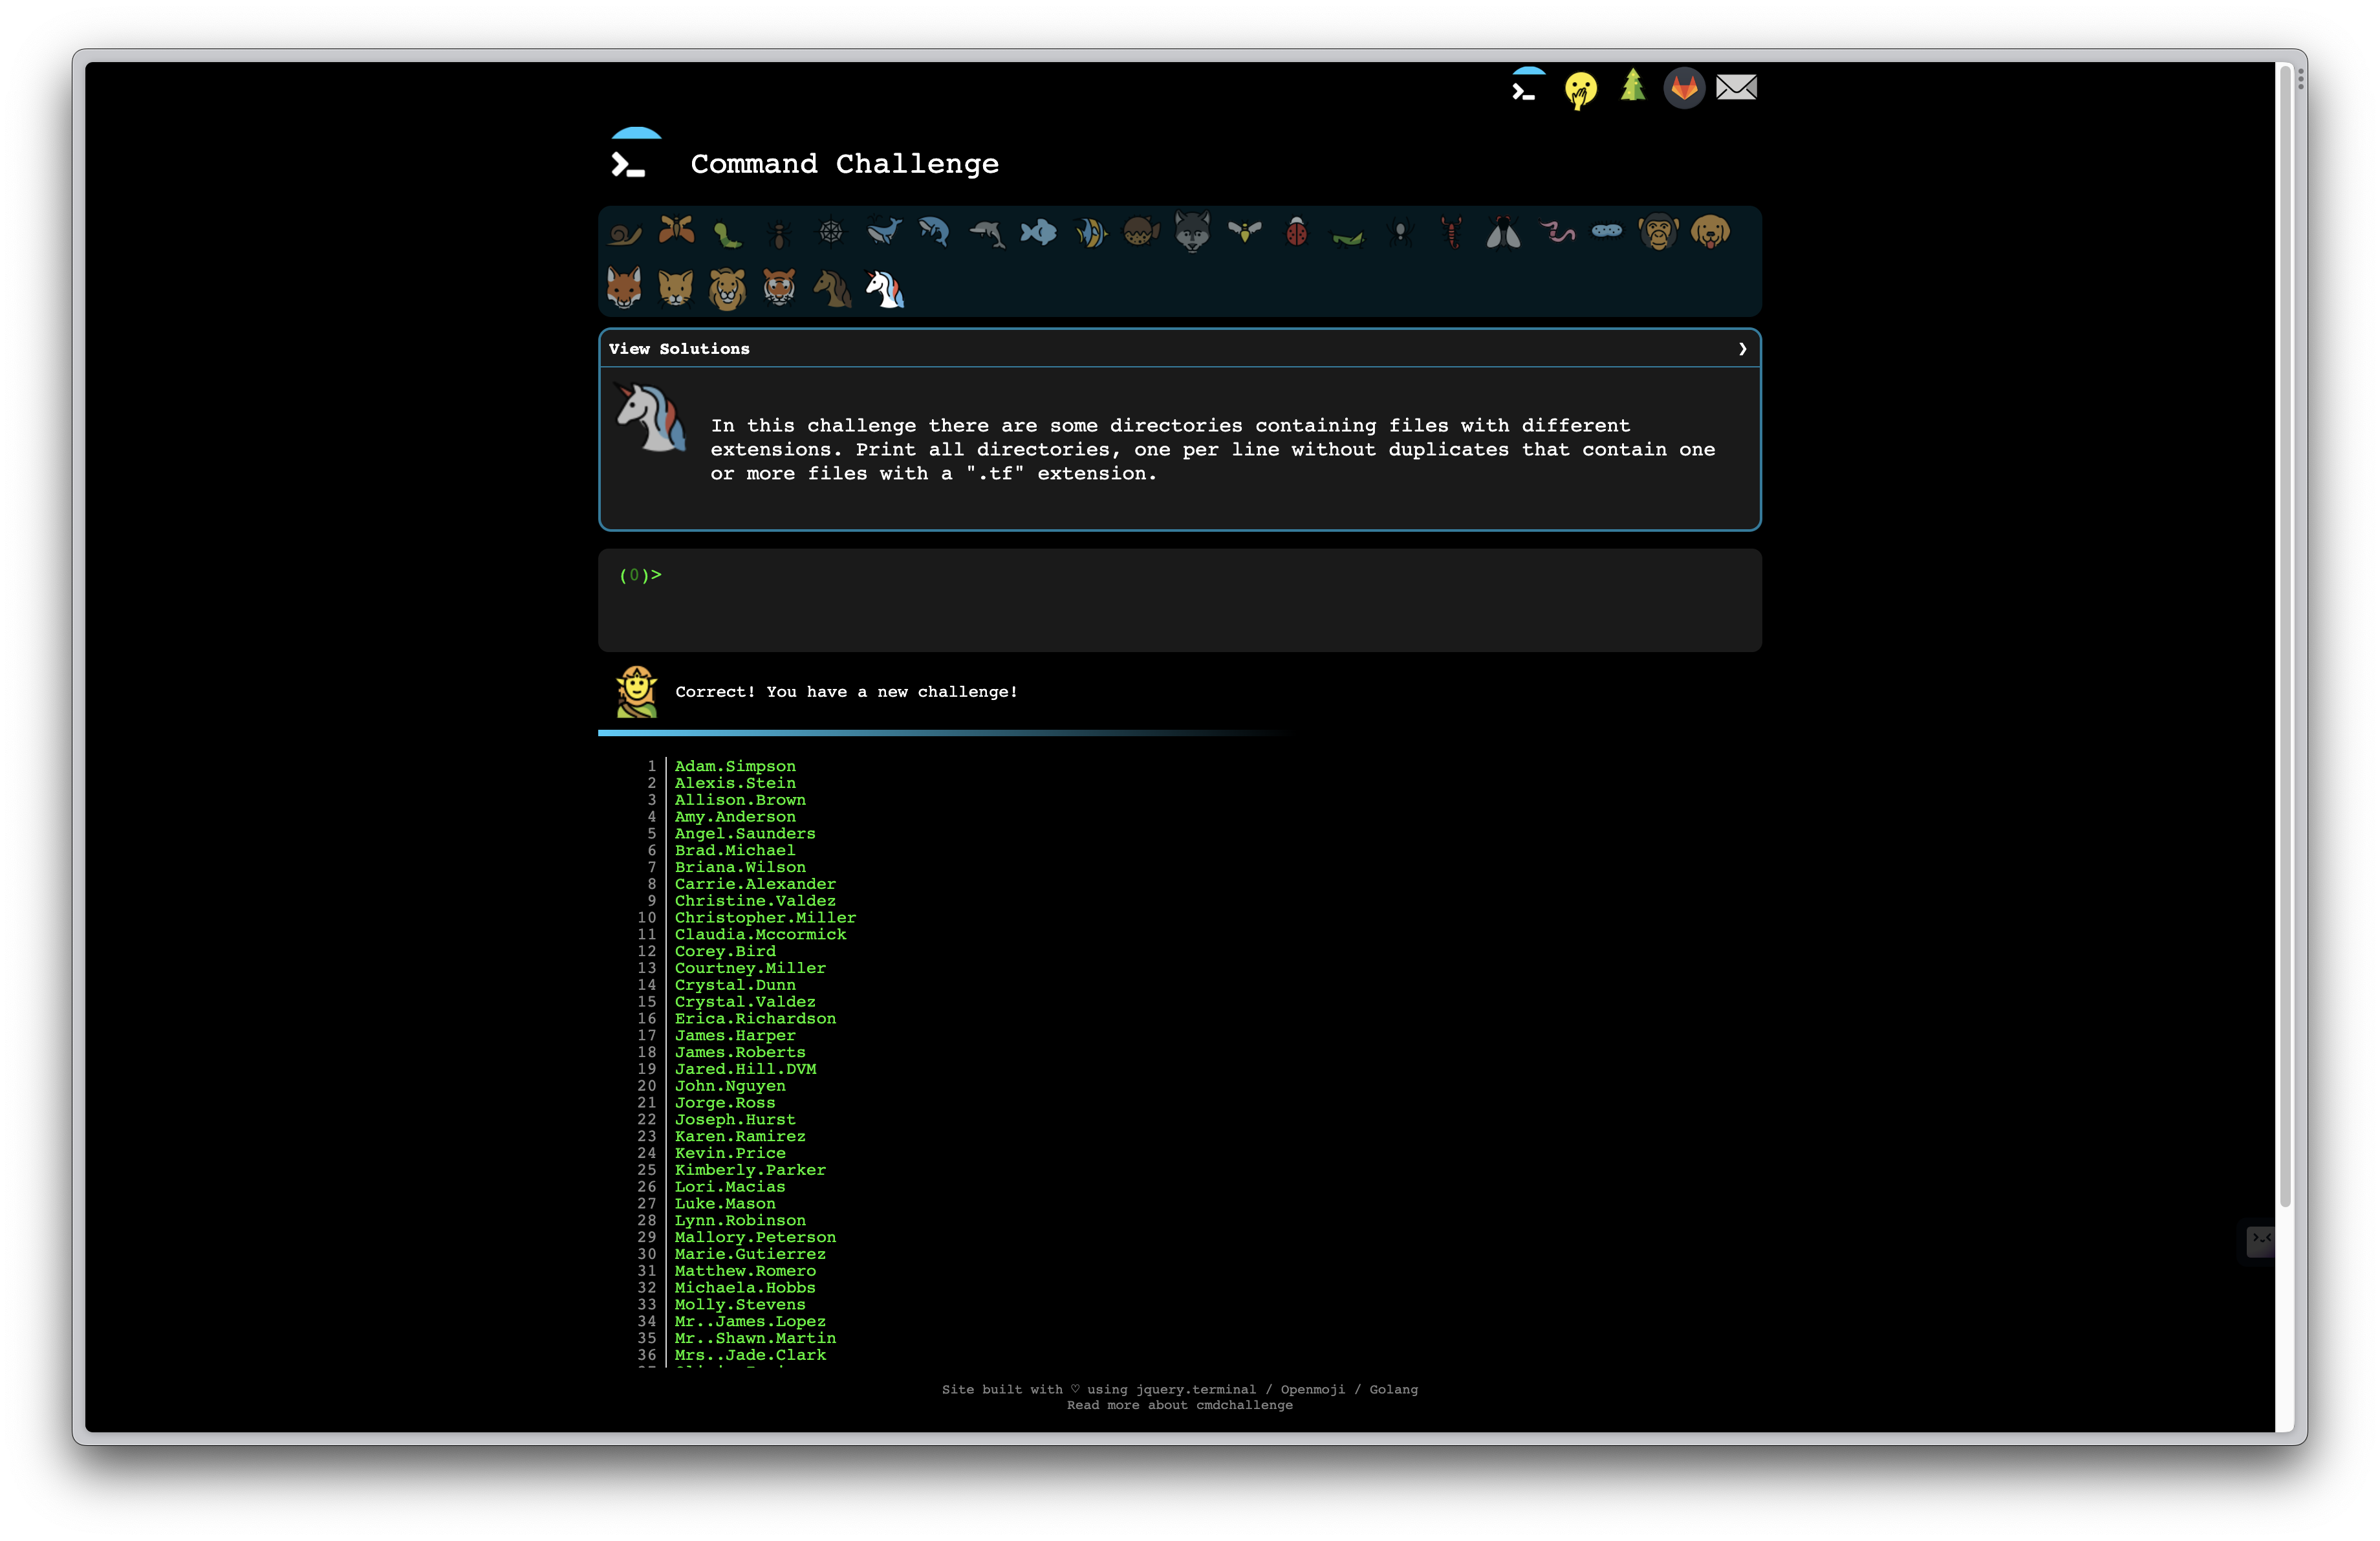 Command Challenge
View Solutions ❯
In this challenge there are some directories containing files with different
extensions. Print all directories, one per line without duplicates that contain one
or more files with a ".tf" extension.
(0)>
Correct! You have a new challenge!
1 Adam.Simpson
2 Alexis.Stein
3 Allison.Brown
4 Amy.Anderson
5 Angel.Saunders
6 Brad.Michael
7 Briana.Wilson
8 Carrie.Alexander
9 Christine.Valdez
10 Christopher.Miller
11 Claudia.Mccormick
12 Corey.Bird
13 Courtney.Miller
14 Crystal.Dunn
15 Crystal.Valdez
16 Erica.Richardson
17 James.Harper
18 James.Roberts
19 Jared.Hill.DVM
20 John.Nguyen
21 Jorge.Ross
22 Joseph.Hurst
23 Karen.Ramirez
24 Kevin.Price
25 Kimberly.Parker
26 Lori.Macias
27 Luke.Mason
28 Lynn.Robinson
29 Mallory.Peterson
30 Marie.Gutierrez
31 Matthew.Romero
32 Michaela.Hobbs
33 Molly.Stevens
34 Mr..James.Lopez
35 Mr..Shawn.Martin
36 Mrs..Jade.Clark
Site built with ♡ using jquery.terminal / Openmoji / Golang
Read more about cmdchallenge